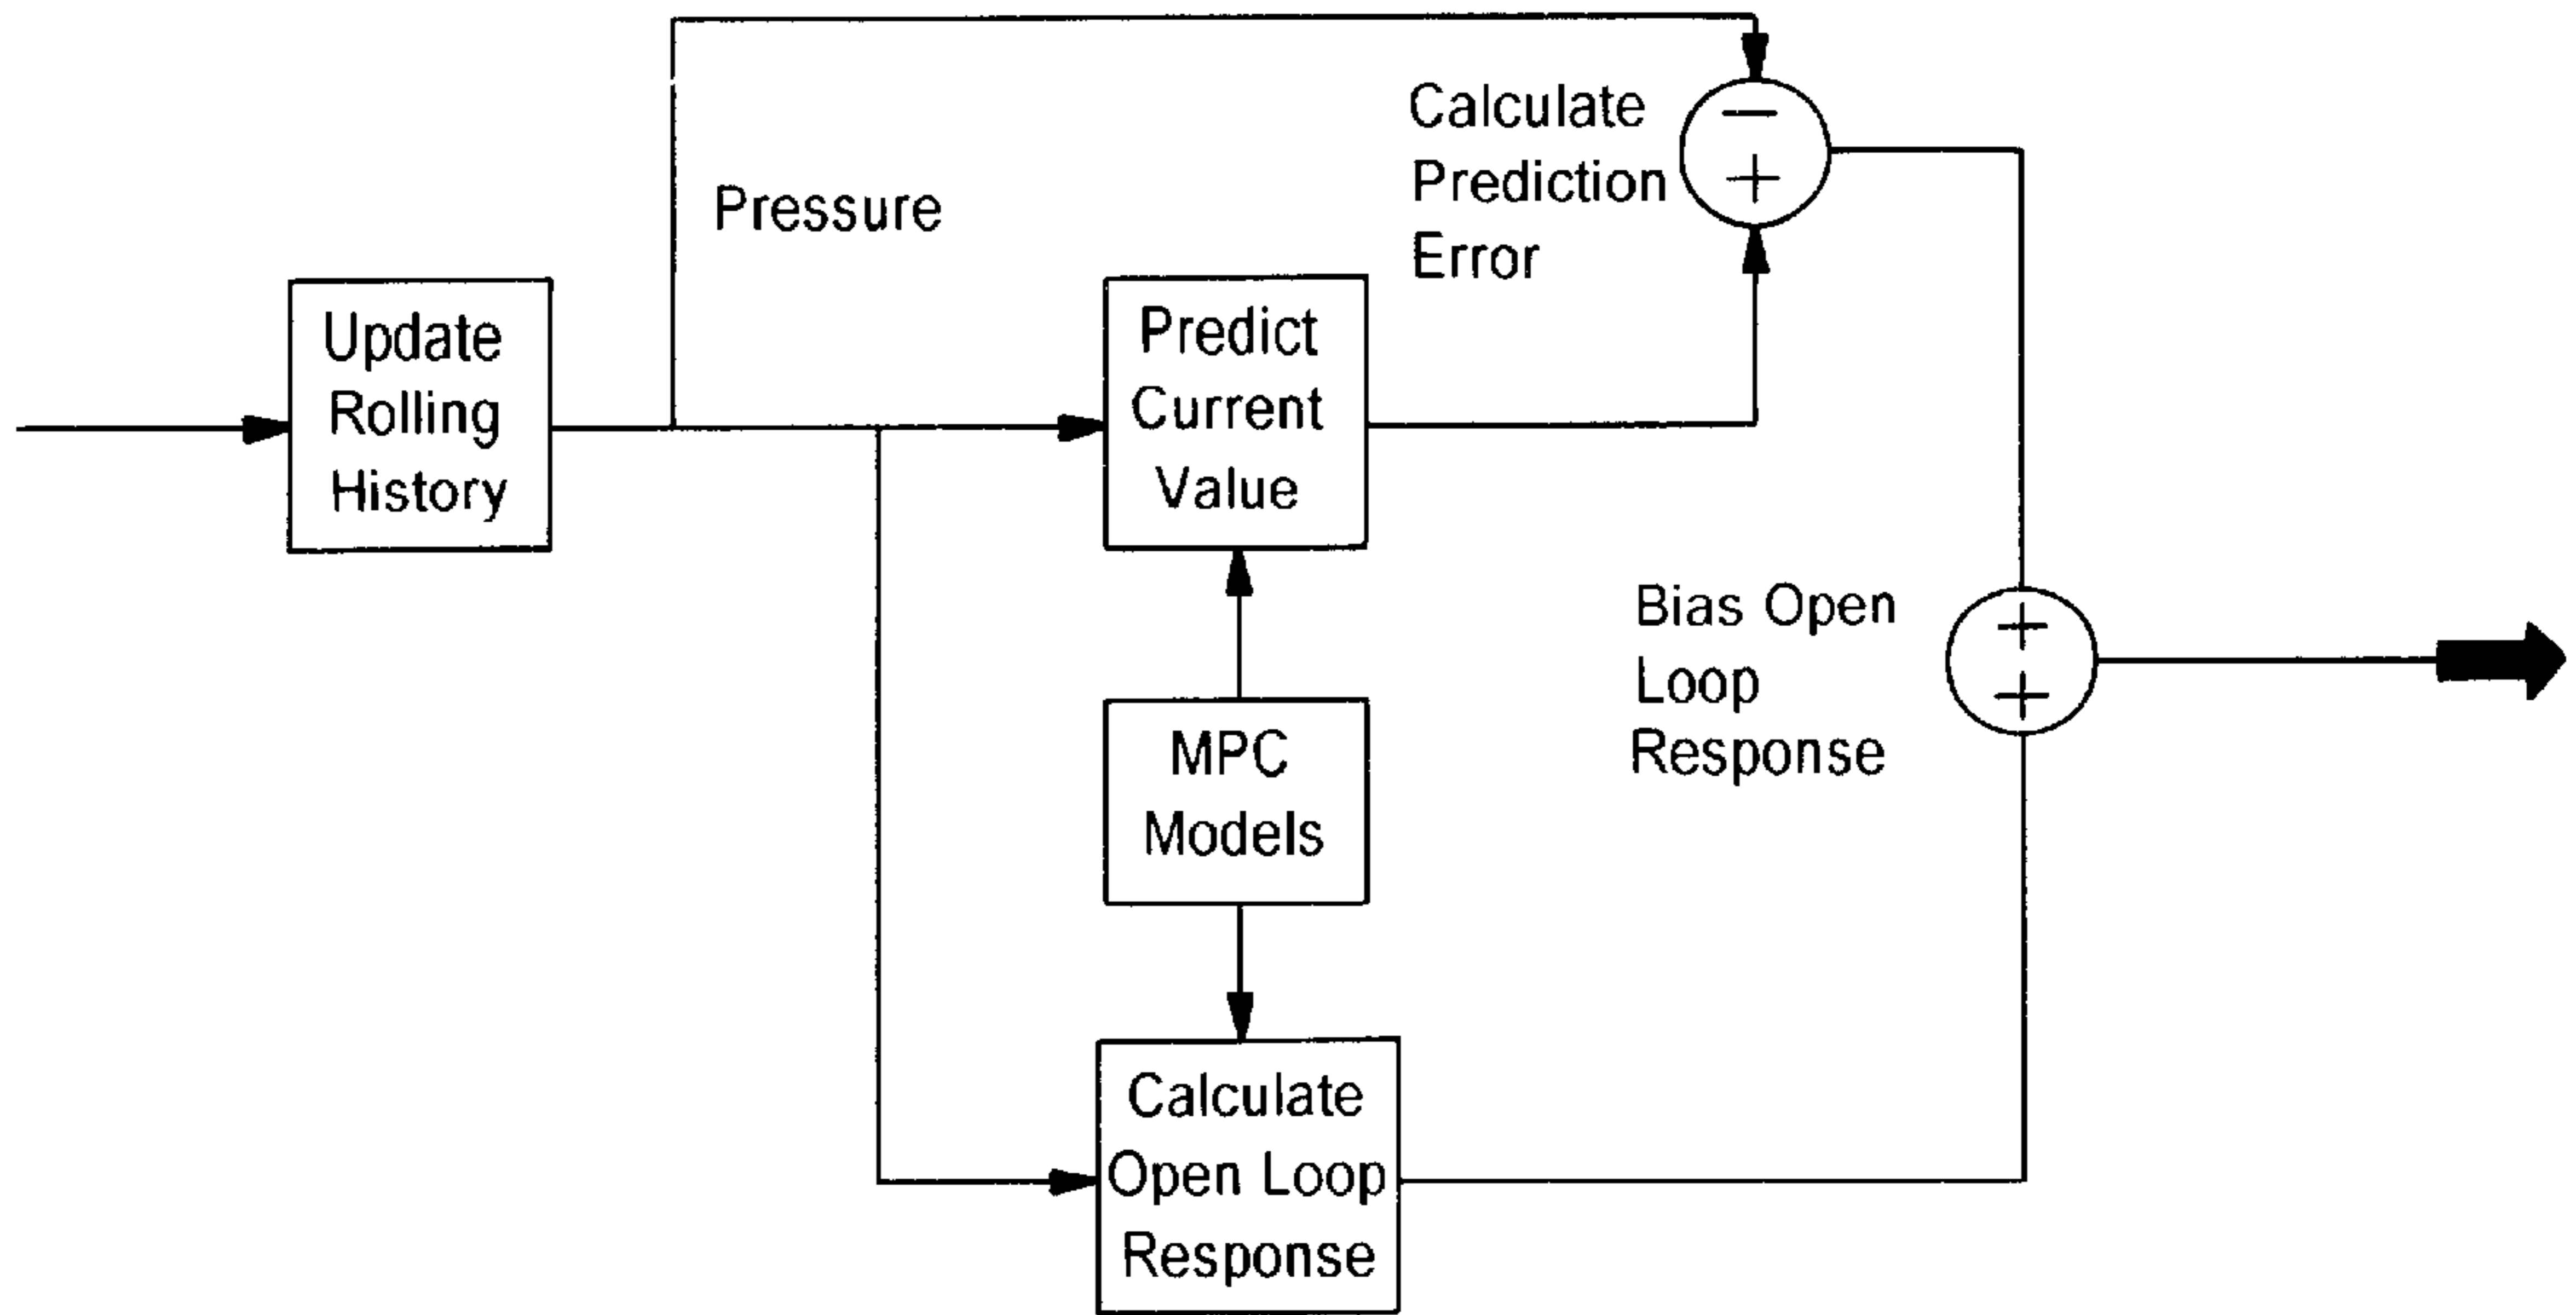 Update
Rolling
History
Pressure
Predict
Current
Value
Calculate
Prediction
Error
−
+
MPC
Models
Bias Open
Loop
Response
+
+
Calculate
Open Loop
Response